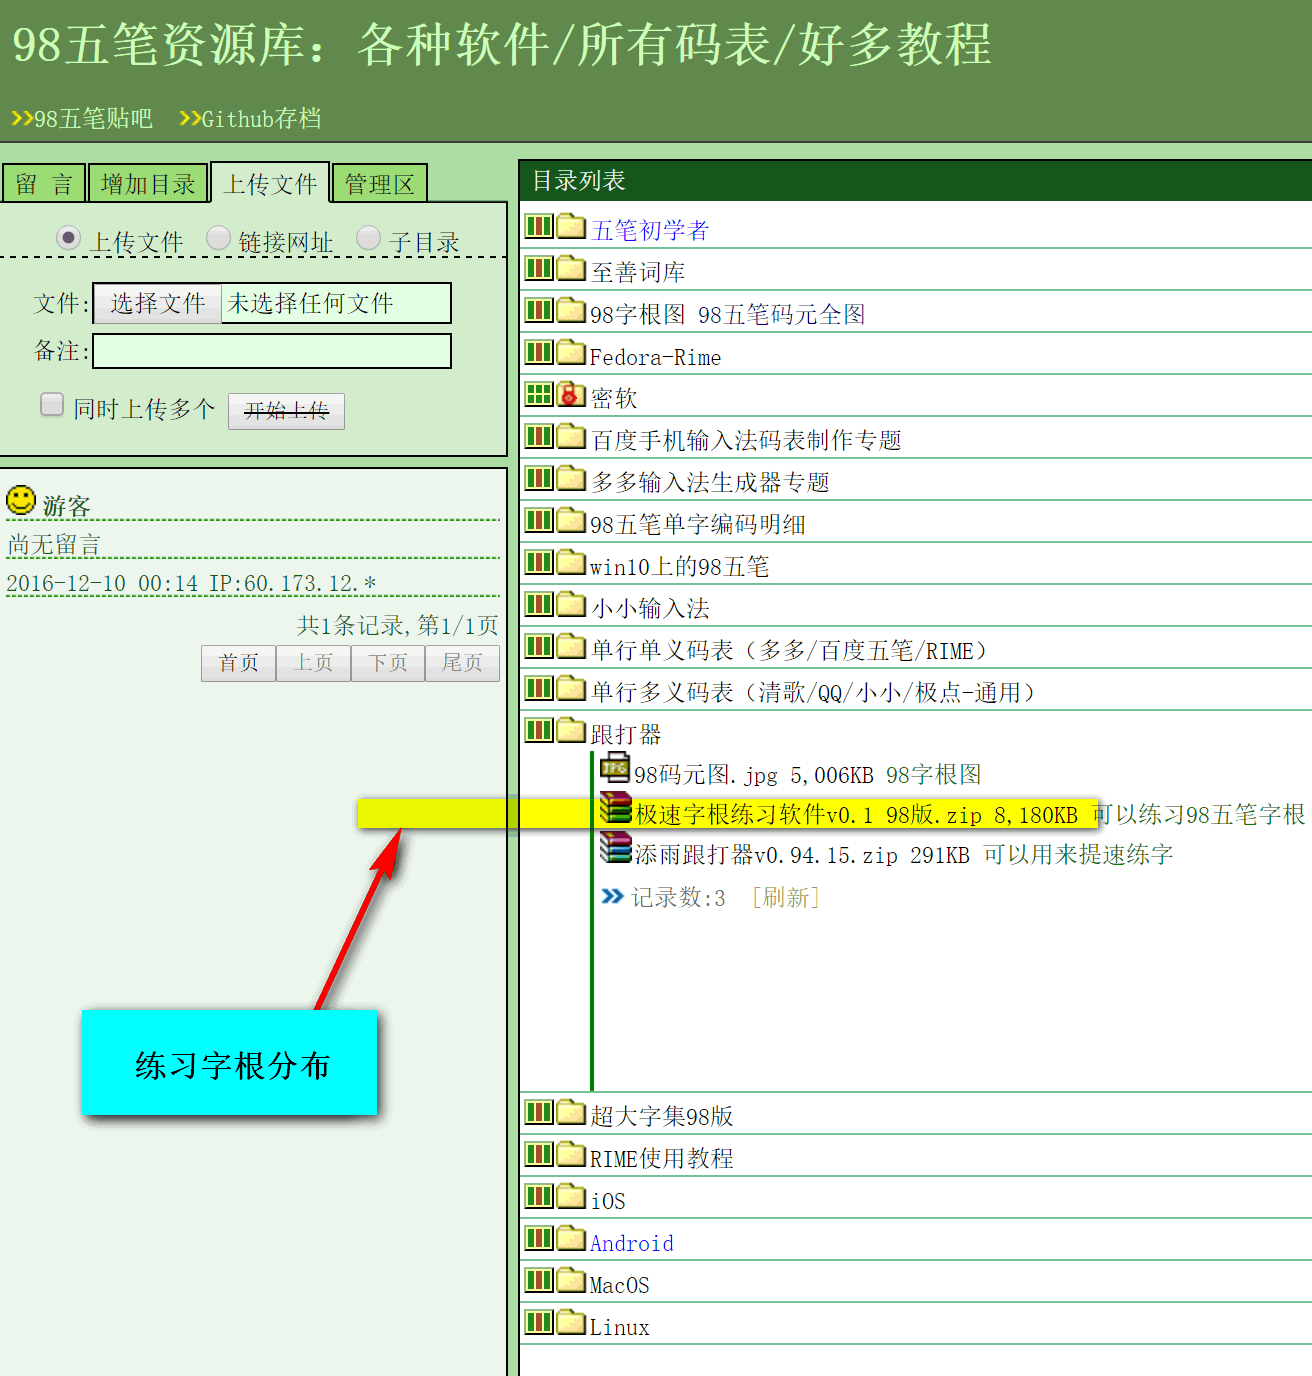 98五笔资源库：各种软件/所有码表/好多教程
>>98五笔贴吧 >>Github存档
留 言 增加目录 上传文件 管理区
上传文件 链接网址 子目录
文件:选择文件 未选择任何文件
备注:
同时上传多个 开始上传
游客
尚无留言
2016-12-10 00:14 IP:60.173.12.*
共1条记录,第1/1页
首页 上页 下页 尾页
练习字根分布
目录列表
五笔初学者
至善词库
98字根图 98五笔码元全图
Fedora-Rime
密软
百度手机输入法码表制作专题
多多输入法生成器专题
98五笔单字编码明细
win10上的98五笔
小小输入法
单行单义码表（多多/百度五笔/RIME）
单行多义码表（清歌/QQ/小小/极点-通用）
跟打器
JPG 98码元图.jpg 5,006KB 98字根图
极速字根练习软件v0.1 98版.zip 8,180KB 可以练习98五笔字根
添雨跟打器v0.94.15.zip 291KB 可以用来提速练字
记录数:3 [刷新]
超大字集98版
RIME使用教程
iOS
Android
MacOS
Linux